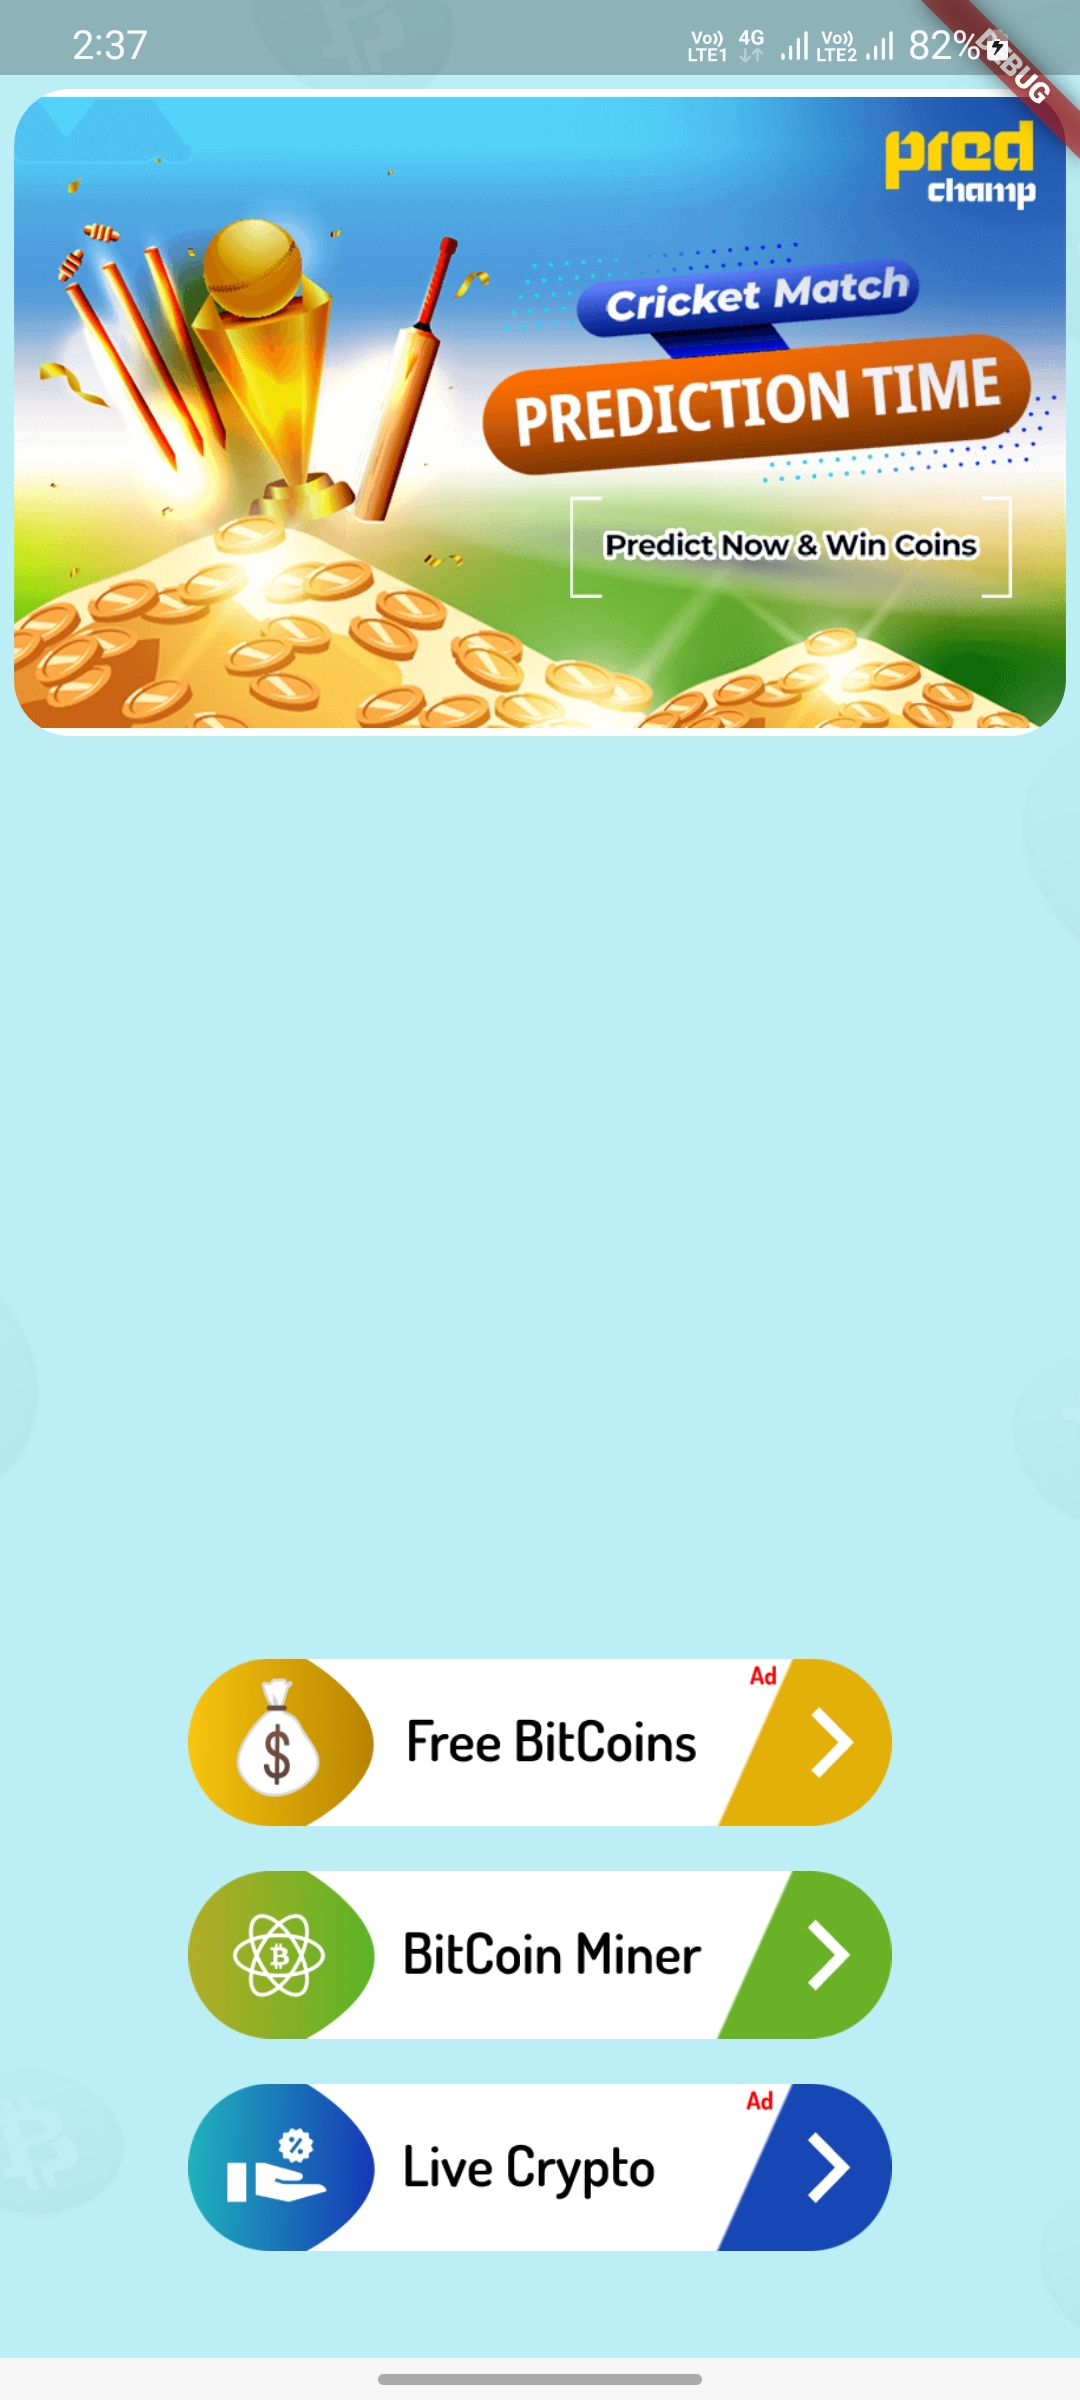 2:37
Vo)) LTE1 4G Vo)) LTE2 82%
DEBUG
pred
champ
Cricket Match
PREDICTION TIME
Predict Now & Win Coins
Ad
Free BitCoins
BitCoin Miner
Ad
Live Crypto